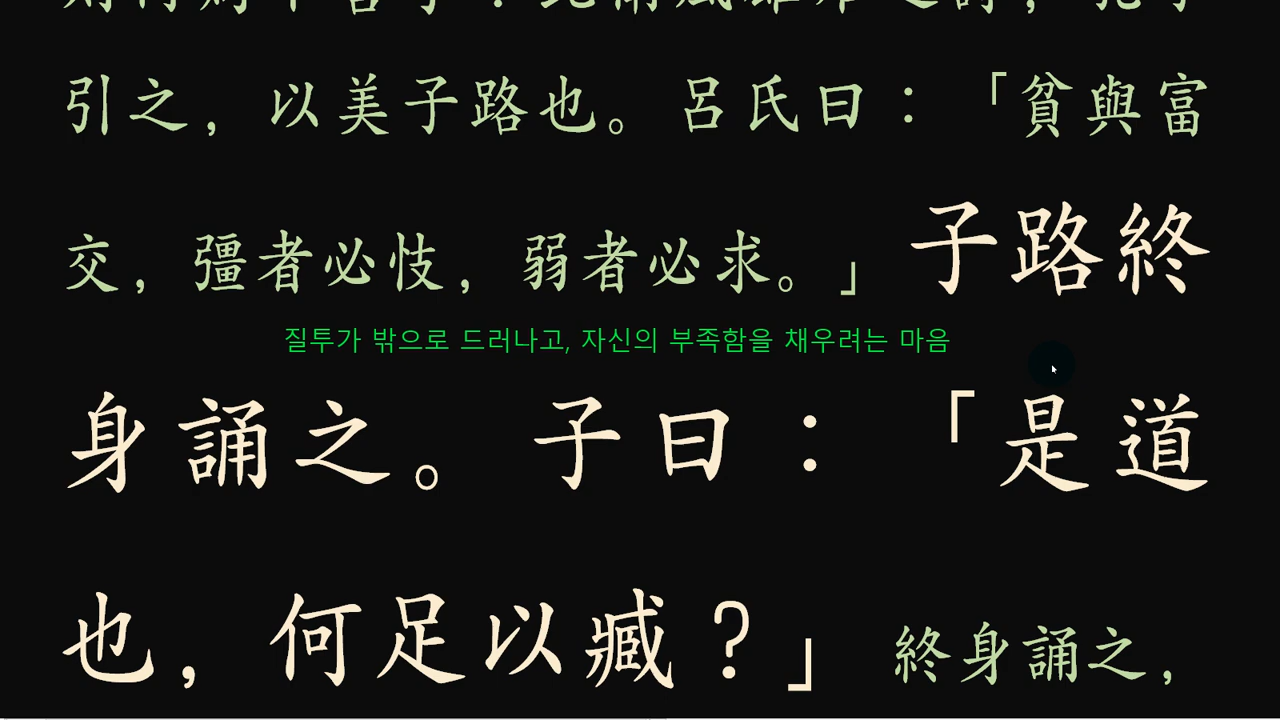 引之，以美子路也。呂氏曰：「貧與富
交，彊者必忮，弱者必求。」子路終
질투가 밖으로 드러나고, 자신의 부족함을 채우려는 마음
身誦之。子曰：「是道
也，何足以臧？」終身誦之，